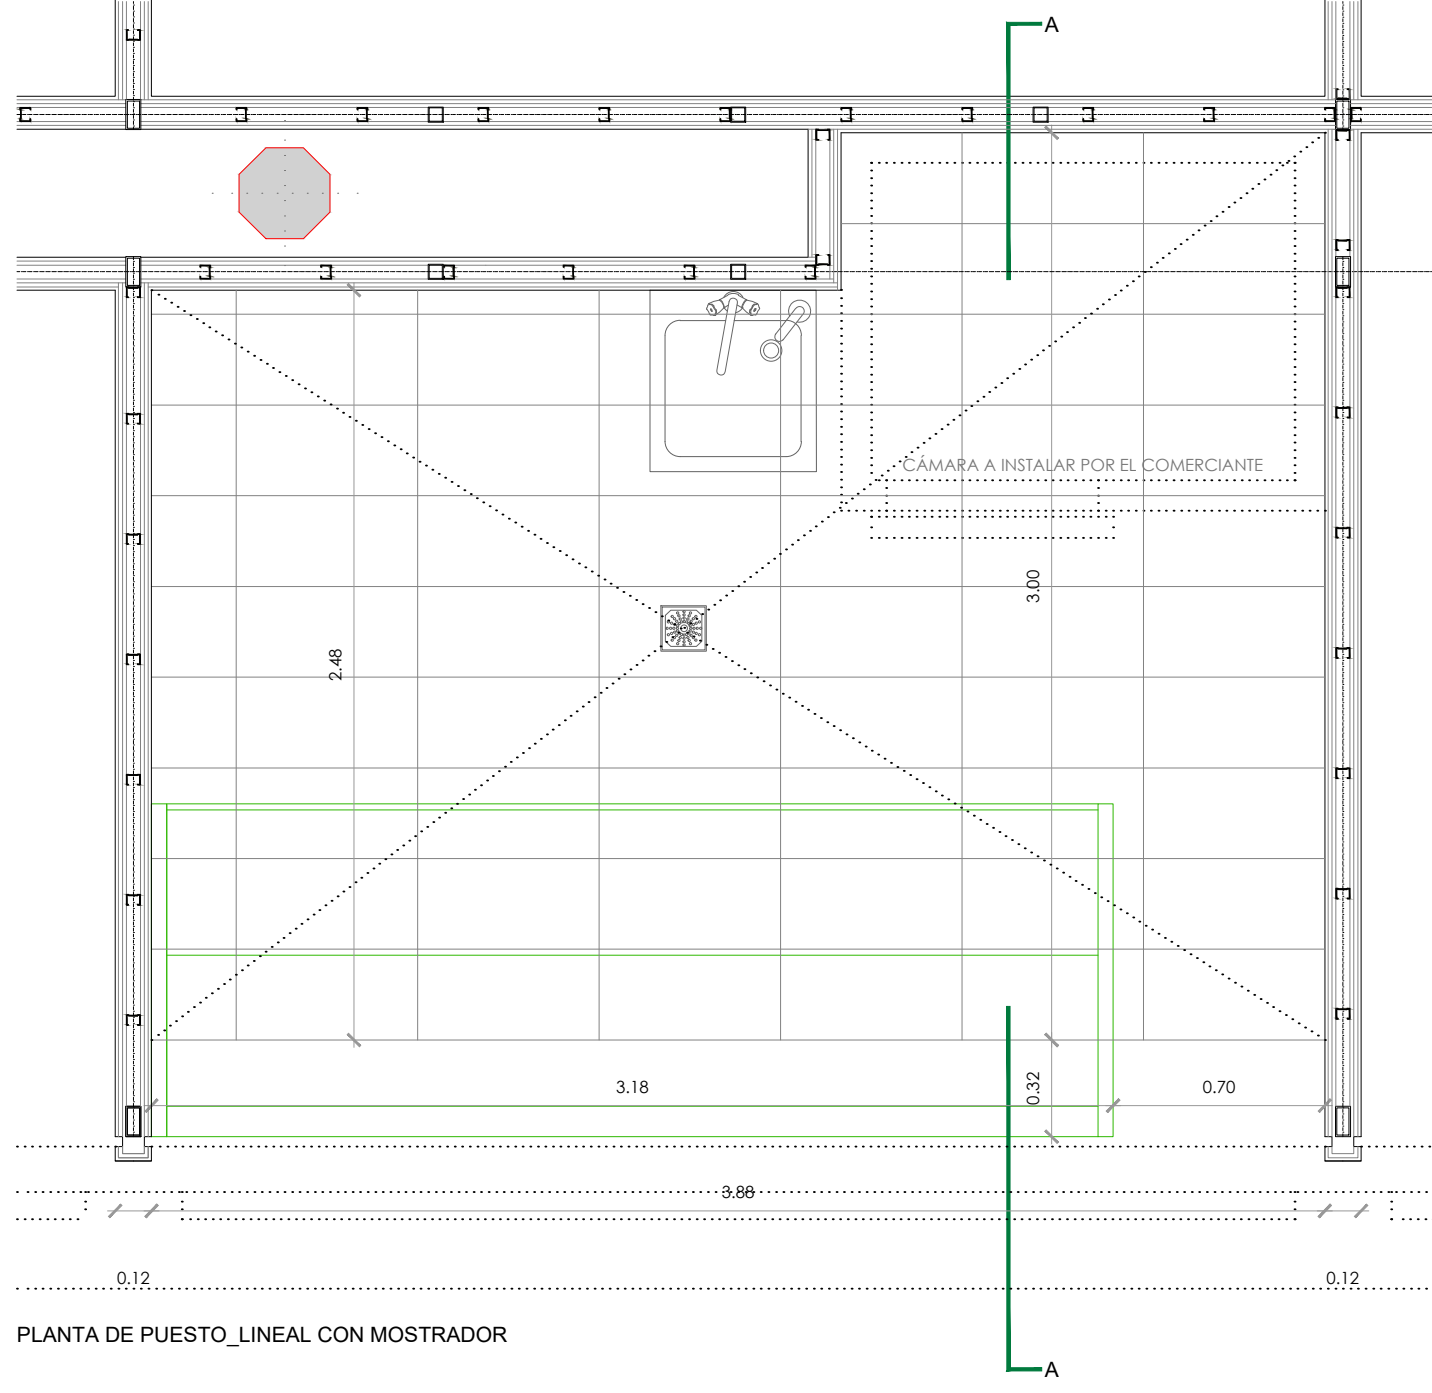 A
CÁMARA A INSTALAR POR EL COMERCIANTE
3.00
2.48
3.18
0.32
0.70
3.88
0.12
0.12
PLANTA DE PUESTO_LINEAL CON MOSTRADOR
A